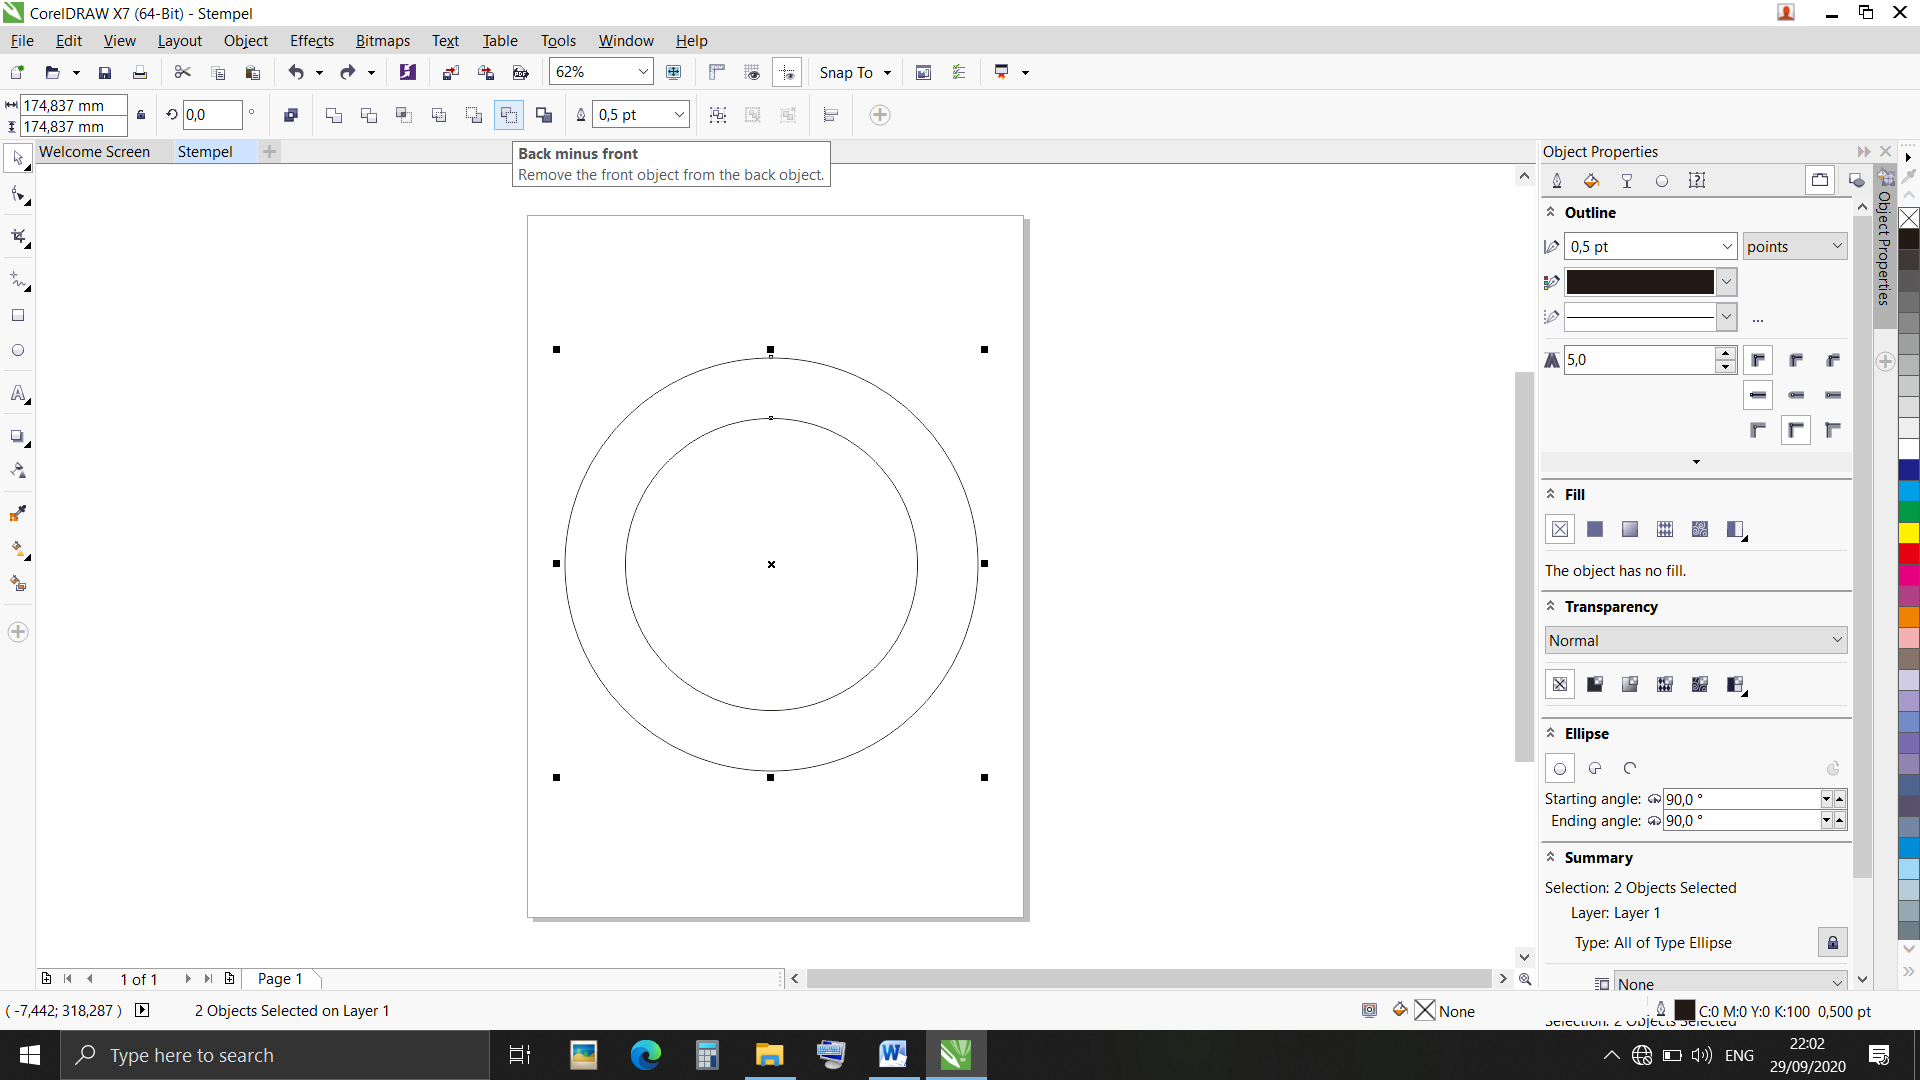 CorelDRAW X7 (64-Bit) - Stempel
File Edit View Layout Object Effects Bitmaps Text Table Tools Window Help
62% Snap To
174,837 mm
174,837 mm
0,0 °
0,5 pt
Welcome Screen Stempel
Back minus front
Remove the front object from the back object.
Object Properties
Object Properties
Outline
0,5 pt points
...
5,0
Fill
The object has no fill.
Transparency
Normal
Ellipse
Starting angle: 90,0 °
Ending angle: 90,0 °
Summary
Selection: 2 Objects Selected
Layer: Layer 1
Type: All of Type Ellipse
None
1 of 1 Page 1
( -7,442; 318,287 ) 2 Objects Selected on Layer 1 None C:0 M:0 Y:0 K:100 0,500 pt
Selection: 2 Objects Selected
Type here to search
ENG
22:02
29/09/2020